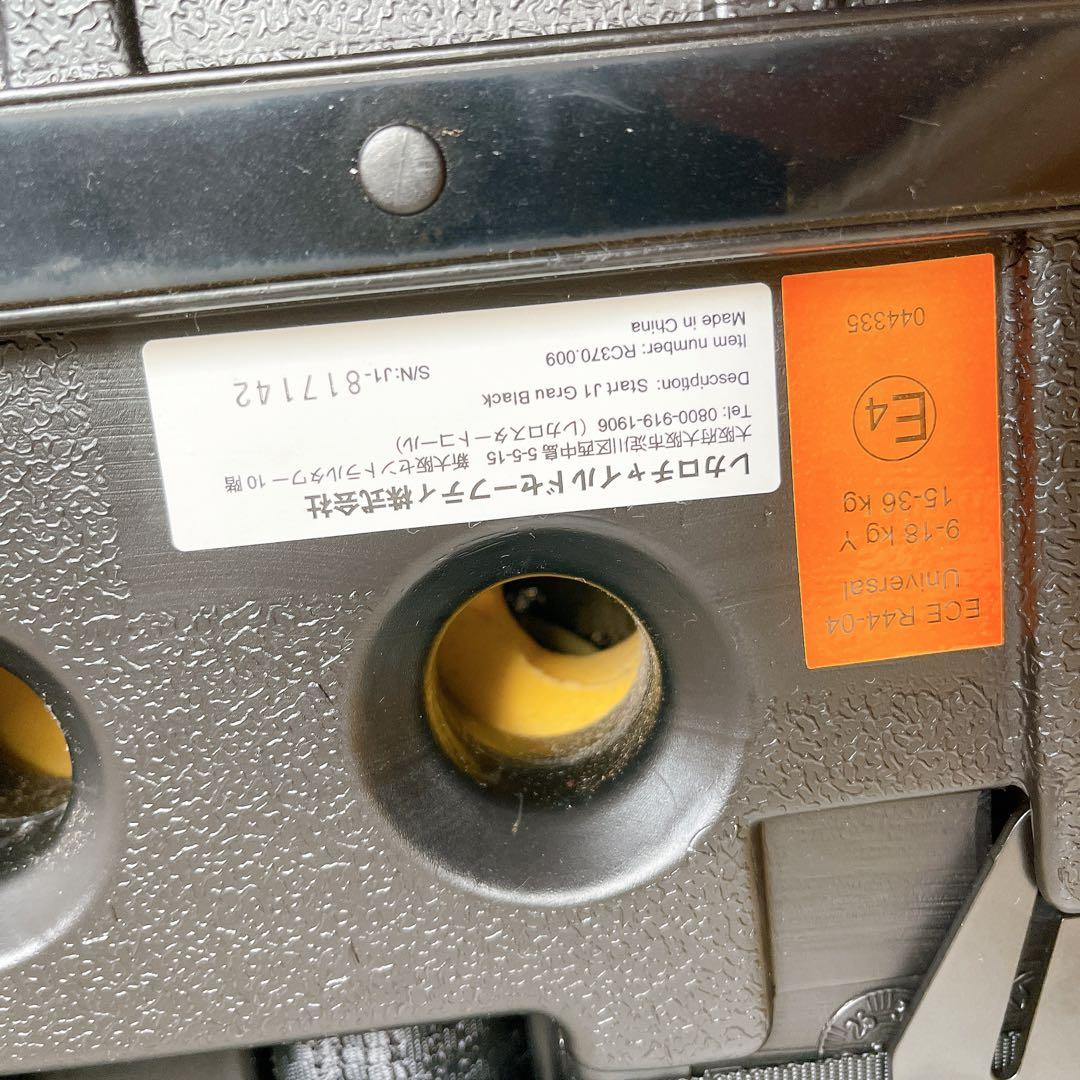 レカロチャイルドセーフティ株式会社
大阪府大阪市淀川区西中島 5-5-15 新大阪セントラルタワー 10 階
Tel: 0800-919-1906 (レカロスタートコール)
Description: Start J1 Grau Black
Item number: RC370.009
S/N:J1-817142
Made in China
ECE R44-04
Universal
9-18 kg Y
15-36 kg
E4
044335